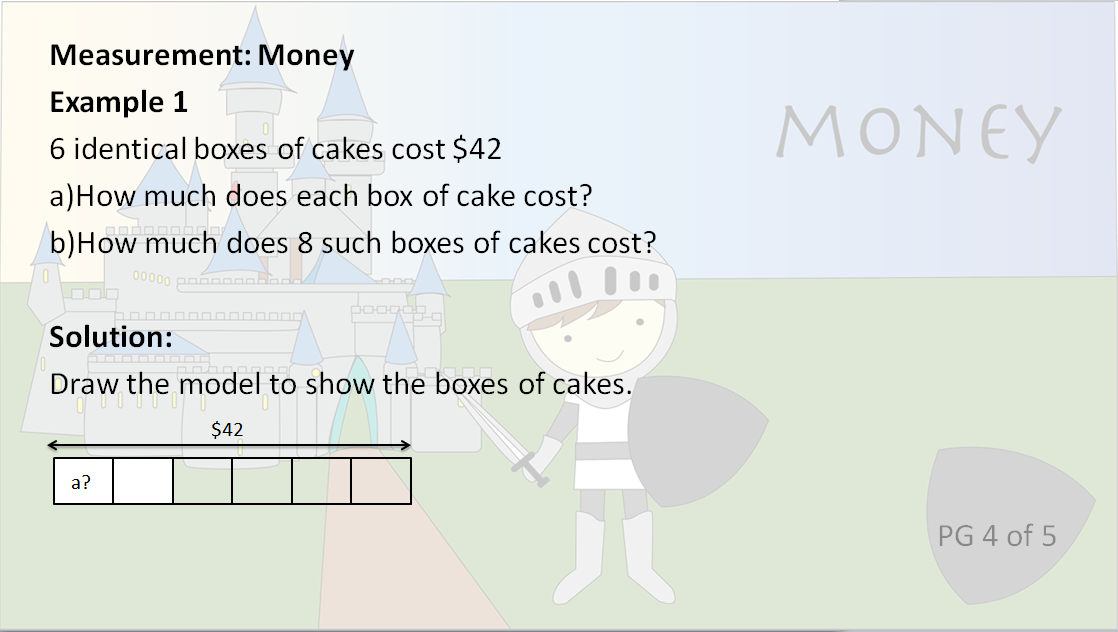 Measurement: Money
Example 1
MONEY
6 identical boxes of cakes cost $42
a)How much does each box of cake cost?
b)How much does 8 such boxes of cakes cost?
Solution:
Draw the model to show the boxes of cakes.
$42
a?
PG 4 of 5